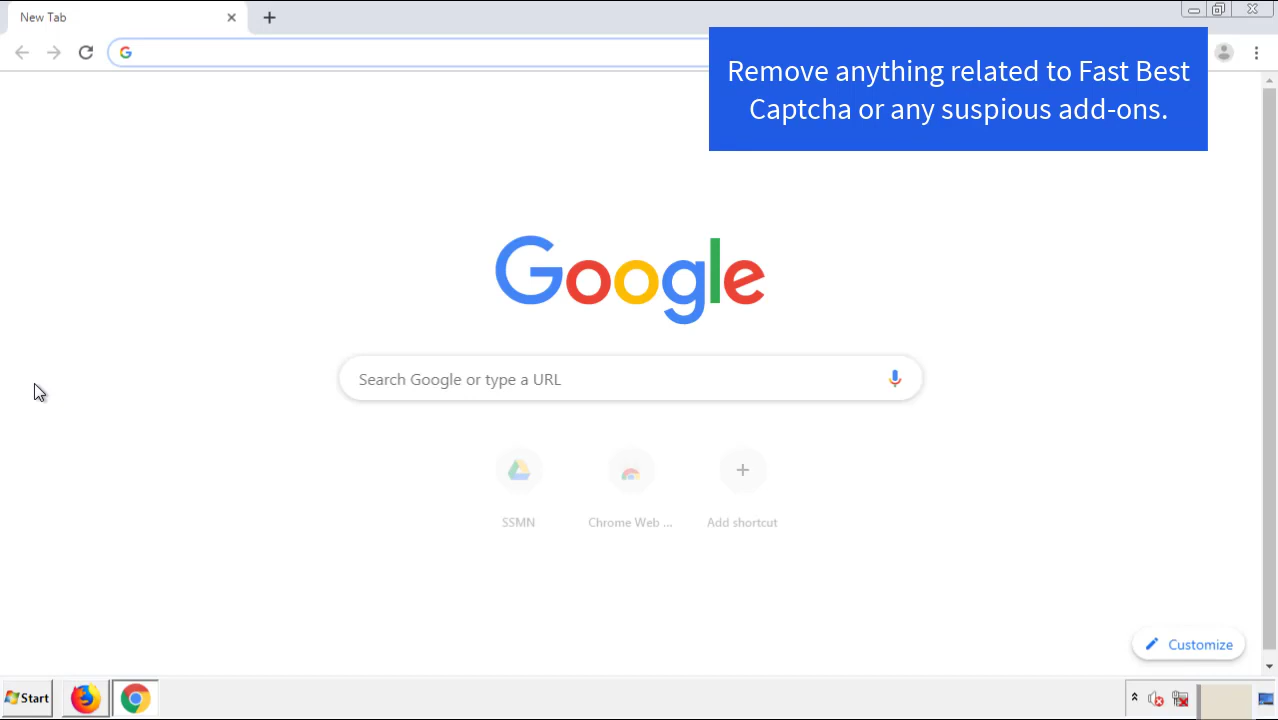 New Tab
Remove anything related to Fast Best
Captcha or any suspious add-ons.
Google
Search Google or type a URL
SSMN
Chrome Web ...
Add shortcut
Customize
Start